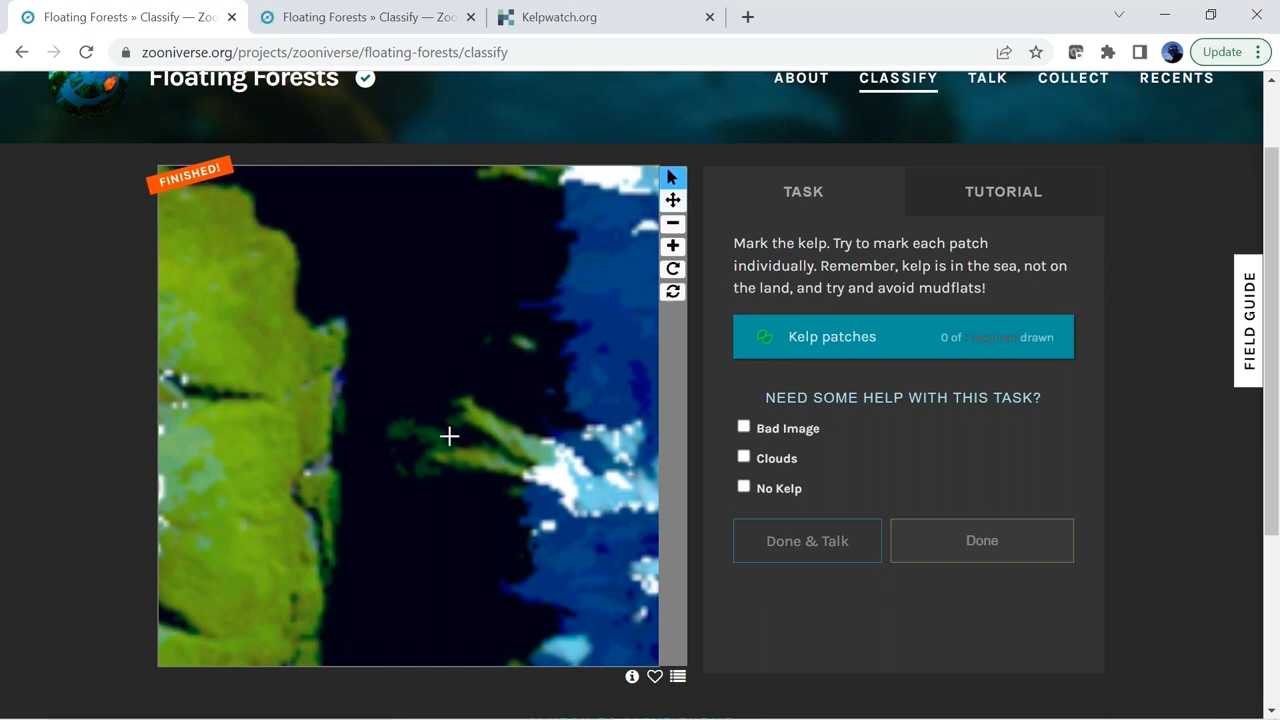 Floating Forests » Classify — Zoo
Floating Forests » Classify — Zoo
Kelpwatch.org
zooniverse.org/projects/zooniverse/floating-forests/classify
Update
Floating Forests
ABOUT
CLASSIFY
TALK
COLLECT
RECENTS
FINISHED!
TASK
TUTORIAL
Mark the kelp. Try to mark each patch
individually. Remember, kelp is in the sea, not on
the land, and try and avoid mudflats!
Kelp patches
0 of 1 required drawn
NEED SOME HELP WITH THIS TASK?
Bad Image
Clouds
No Kelp
Done & Talk
Done
FIELD GUIDE